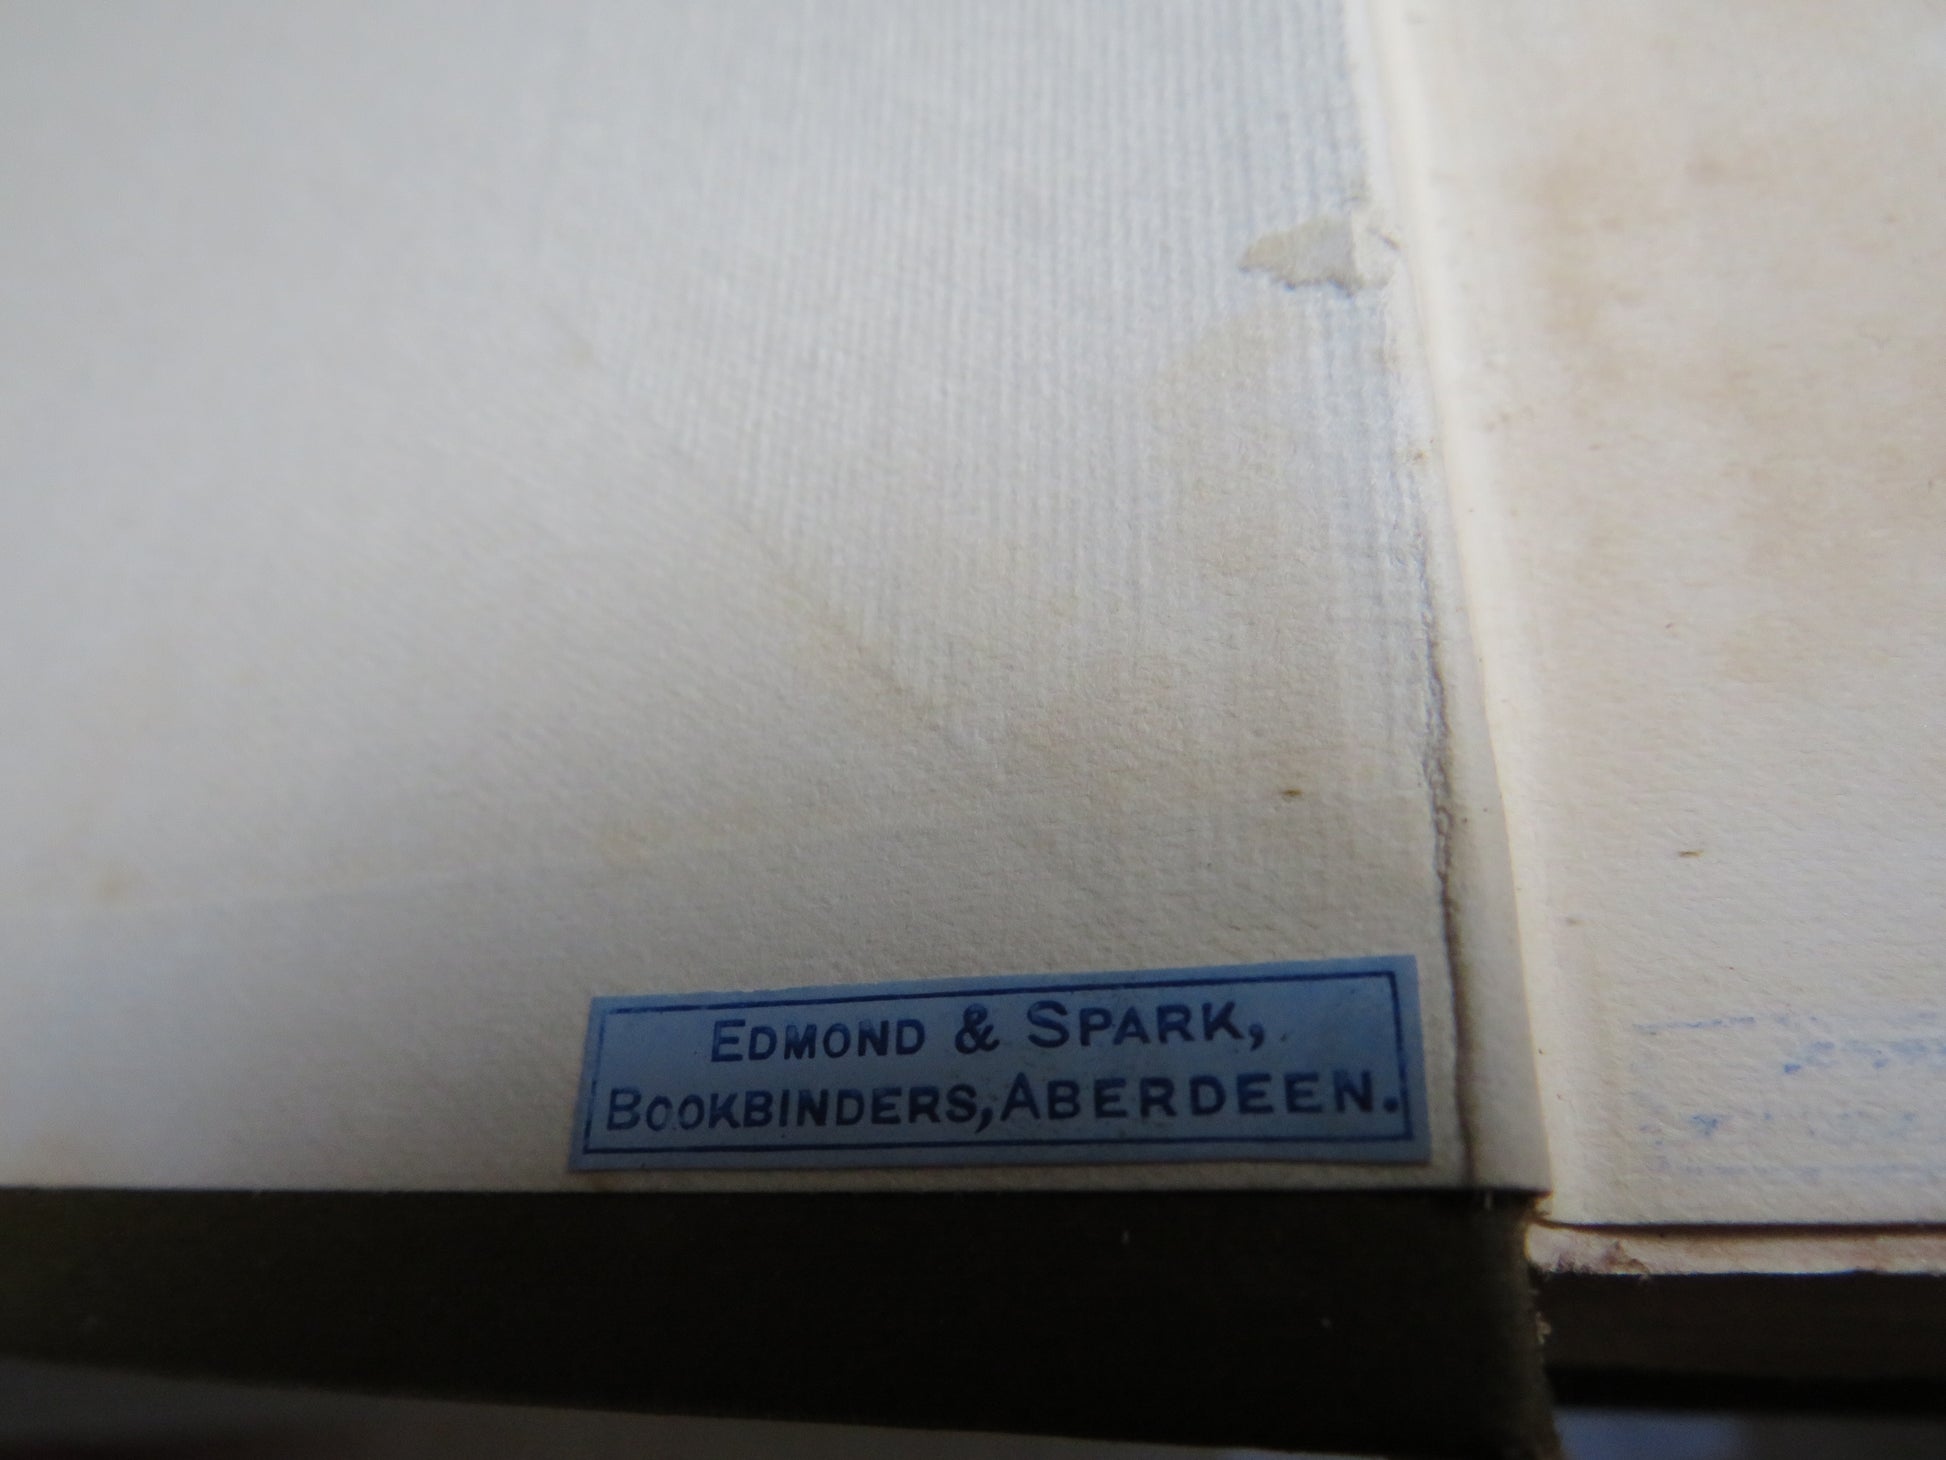 EDMOND & SPARK,
BOOKBINDERS, ABERDEEN.